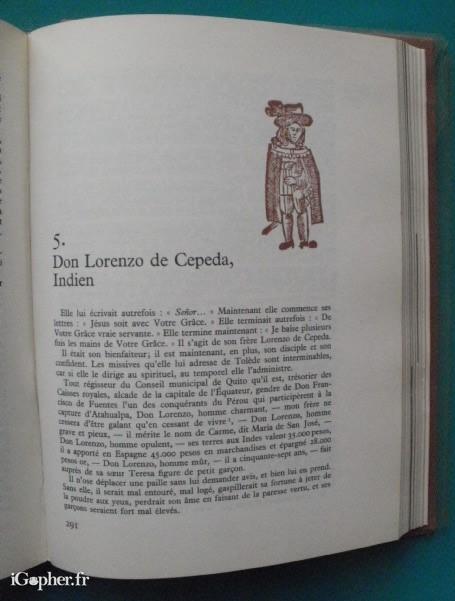 5.
Don Lorenzo de Cepeda,
Indien
Elle lui écrivait autrefois : « Señor... » Maintenant elle commence ses
lettres : « Jésus soit avec Votre Grâce. » Elle terminait autrefois : « De
Votre Grâce vraie servante. » Elle termine maintenant : « Je baise plusieurs
fois les mains de Votre Grâce. » Il s'agit de son frère Lorenzo de Cepeda.
Il était son bienfaiteur; il est maintenant, en plus, son disciple et son
confident. Les missives qu'elle lui adresse de Tolède sont interminables,
car si elle le dirige au spirituel, au temporel elle l'administre.
Tout régisseur du Conseil municipal de Quito qu'il est, trésorier des
Caisses royales, alcade de la capitale de l'Équateur, gendre de Don Fran-
cisco de Fuentes l'un des conquérants du Pérou qui participèrent à la
capture d'Atahualpa, Don Lorenzo, homme charmant, — mon frère ne
cessera d'être galant qu'en cessant de vivre¹, — Don Lorenzo, homme
grave et pieux, — il mérite le nom de Carme, dit Maria de San José, —
Don Lorenzo, homme opulent, — ses terres aux Indes valent 35.000 pesos,
il a apporté en Espagne 45.000 pesos en marchandises et épargné 28.000
pesos or, — Don Lorenzo, homme mûr, — il a cinquante-sept ans, — fait
auprès de sa sœur Teresa figure de petit garçon.
Il n'ose déplacer une paille sans lui demander avis, et bien lui en prend.
Sans elle, il serait mal entouré, mal logé, gaspillerait sa fortune à jeter de
la poudre aux yeux, perdrait son âme en faisant de la paresse vertu, et ses
garçons seraient fort mal élevés.
291
iGopher.fr